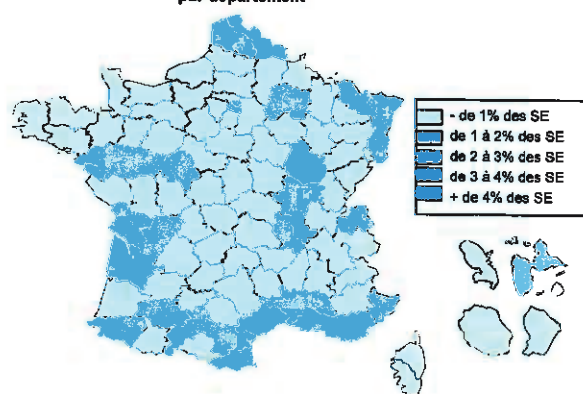 par département
- de 1% des SE
de 1 à 2% des SE
de 2 à 3% des SE
de 3 à 4% des SE
+ de 4% des SE